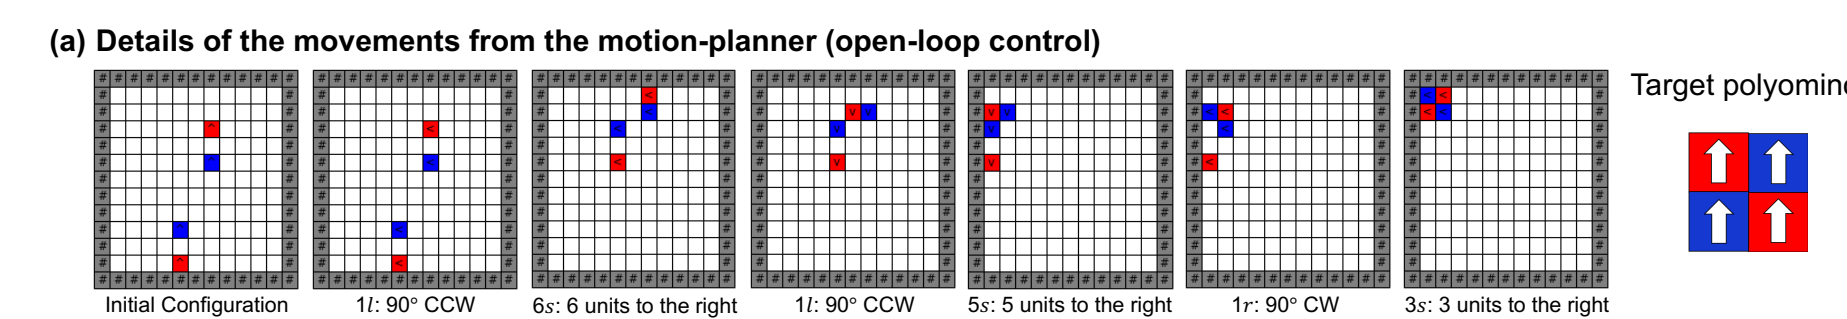 (a) Details of the movements from the motion-planner (open-loop control)
Target polyomino
Initial Configuration
1l: 90° CCW
6s: 6 units to the right
1l: 90° CCW
5s: 5 units to the right
1r: 90° CW
3s: 3 units to the right